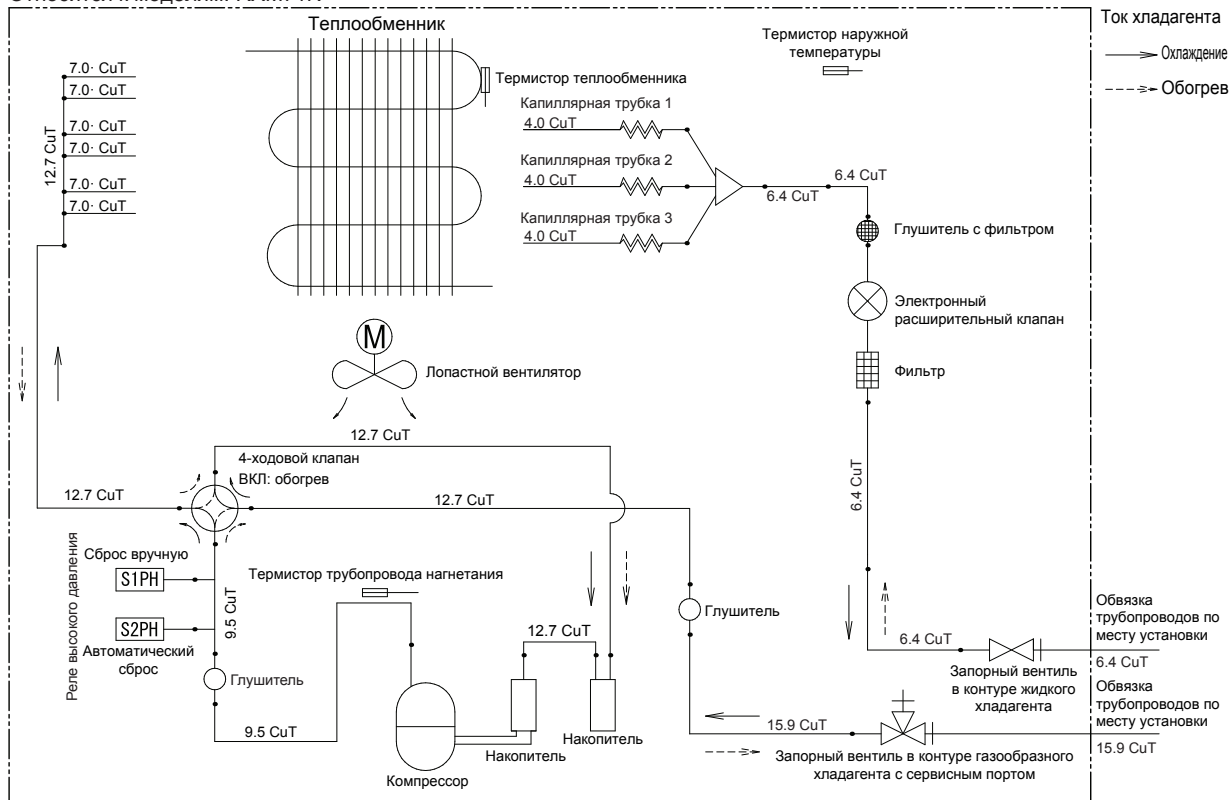 Теплообменник
Термистор наружной
температуры
Ток хладагента
Охлаждение
Обогрев
7.0· CuT
7.0· CuT
7.0· CuT
7.0· CuT
7.0· CuT
7.0· CuT
12.7 CuT
Термистор теплообменника
Капиллярная трубка 1
4.0 CuT
Капиллярная трубка 2
4.0 CuT
Капиллярная трубка 3
4.0 CuT
6.4 CuT
6.4 CuT
Глушитель с фильтром
Электронный
расширительный клапан
Фильтр
M
Лопастной вентилятор
12.7 CuT
4-ходовой клапан
ВКЛ: обогрев
12.7 CuT
12.7 CuT
6.4 CuT
Реле высокого давления
Сброс вручную
S1PH
S2PH
Автоматический
сброс
9.5 CuT
Термистор трубопровода нагнетания
Глушитель
Глушитель
9.5 CuT
12.7 CuT
Компрессор
Накопитель
Накопитель
6.4 CuT
Запорный вентиль
в контуре жидкого
хладагента
Обвязка
трубопроводов по
месту установки
6.4 CuT
15.9 CuT
Запорный вентиль в контуре газообразного
хладагента с сервисным портом
Обвязка
трубопроводов по
месту установки
15.9 CuT